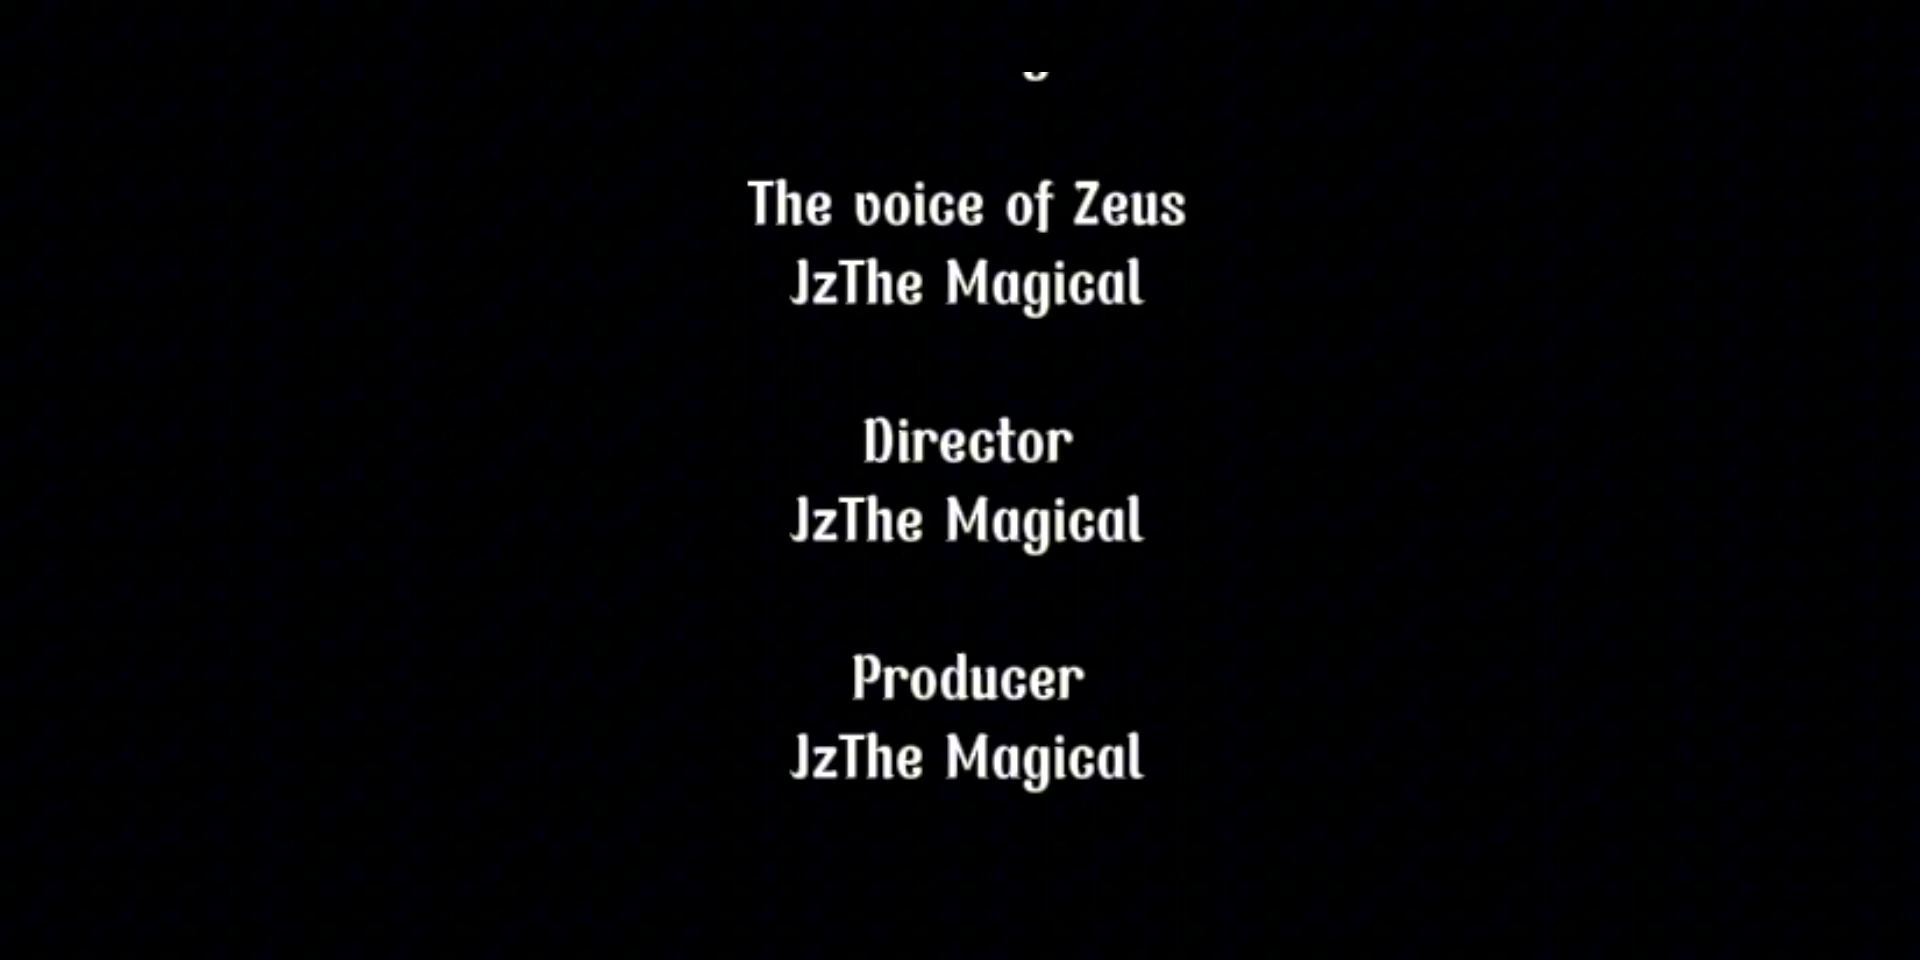 The voice of Zeus
JzThe Magical
Director
JzThe Magical
Producer
JzThe Magical